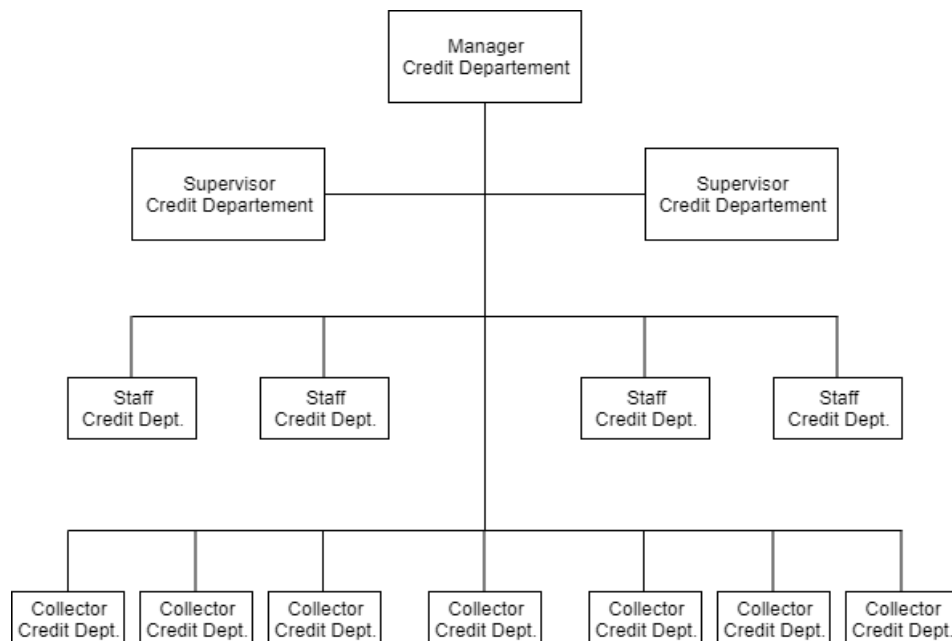 Manager
Credit Departement
Supervisor
Credit Departement
Supervisor
Credit Departement
Staff
Credit Dept.
Staff
Credit Dept.
Staff
Credit Dept.
Staff
Credit Dept.
Collector
Credit Dept.
Collector
Credit Dept.
Collector
Credit Dept.
Collector
Credit Dept.
Collector
Credit Dept.
Collector
Credit Dept.
Collector
Credit Dept.